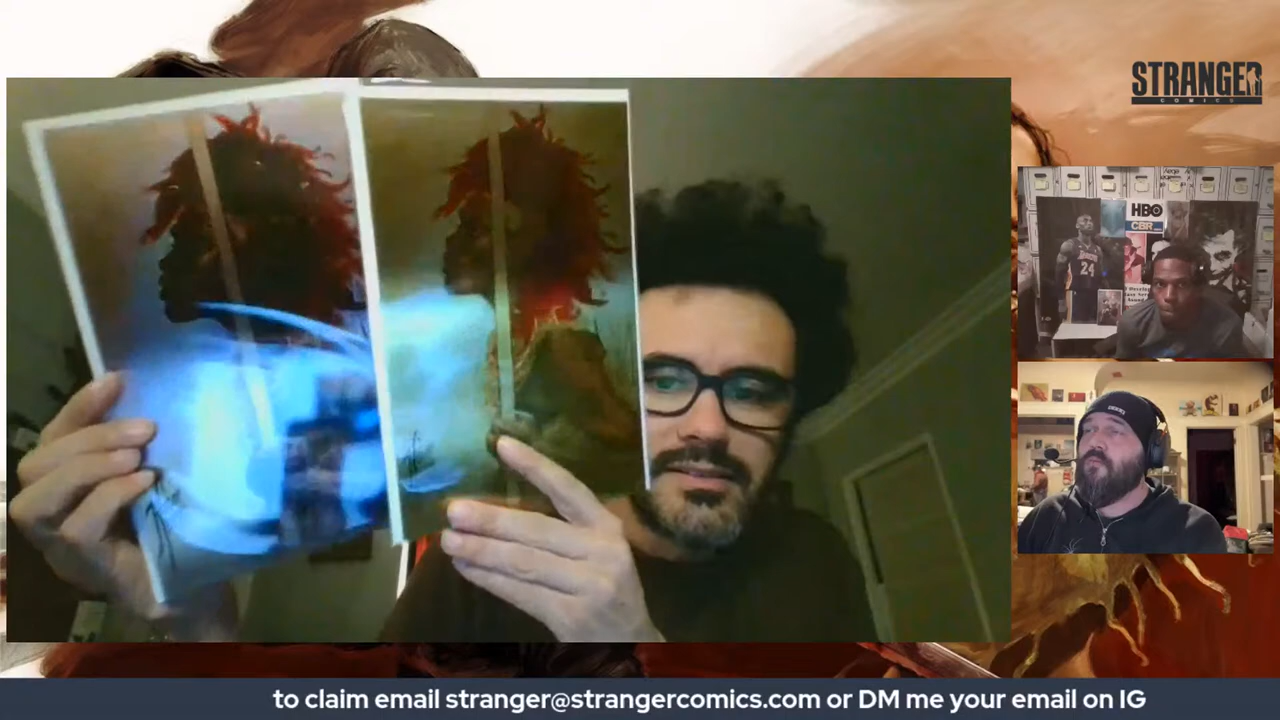 STRANGER
COMICS
HBO
CBR
24
to claim email stranger@strangercomics.com or DM me your email on IG